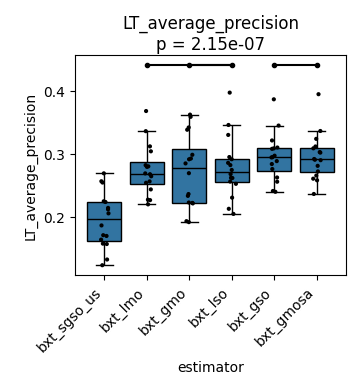 LT_average_precision
p = 2.15e-07
LT_average_precision
0.4
0.3
0.2
bxt_sgso_us
bxt_lmo
bxt_gmo
bxt_lso
bxt_gso
bxt_gmosa
estimator